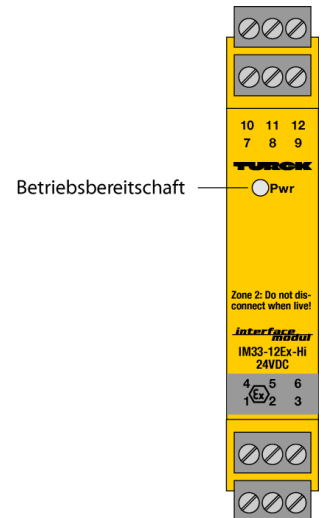 10 11 12
7 8 9
TURCK
Betriebsbereitschaft
Pwr
Zone 2: Do not dis-
connect when live!
interface
modul
IM33-12Ex-Hi
24VDC
4 5 6
Ex
1 2 3